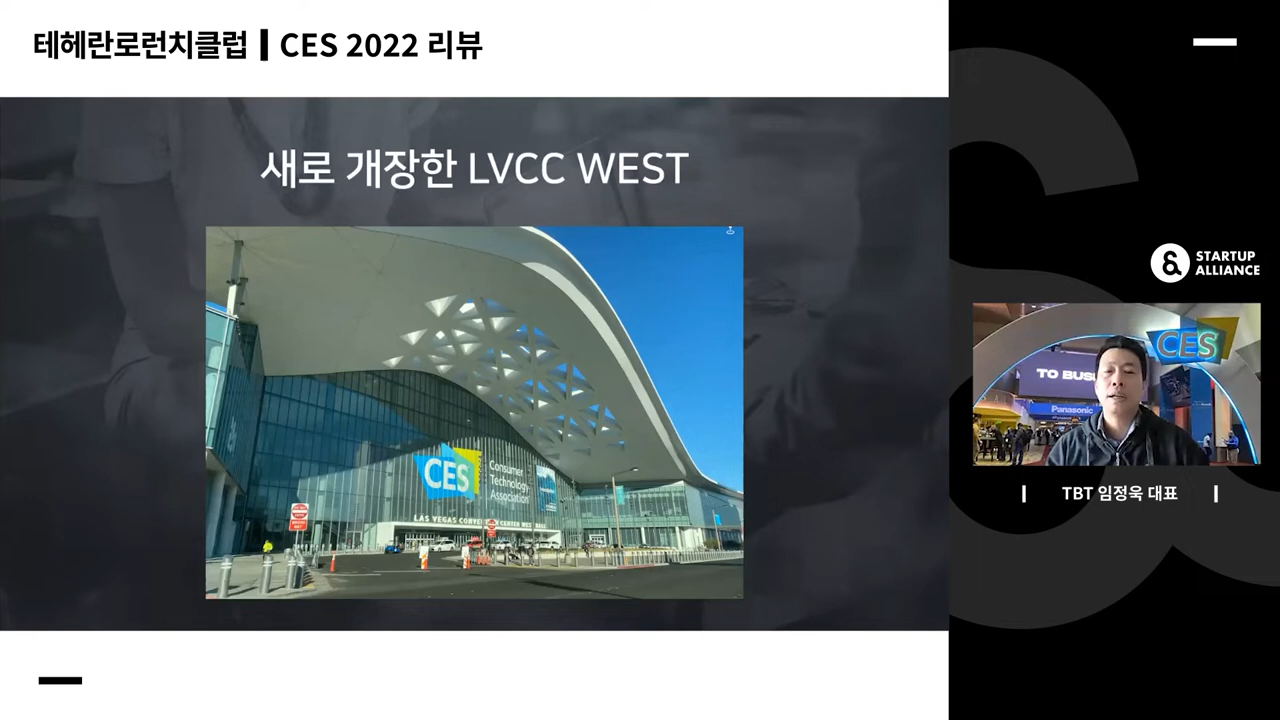 테헤란로런치클럽 | CES 2022 리뷰
새로 개장한 LVCC WEST
CES
Consumer
Technology
Association
LAS VEGAS CONVENTION CENTER WEST HALL
STARTUP
ALLIANCE
CES
TO BUS
Panasonic
TBT 임정욱 대표